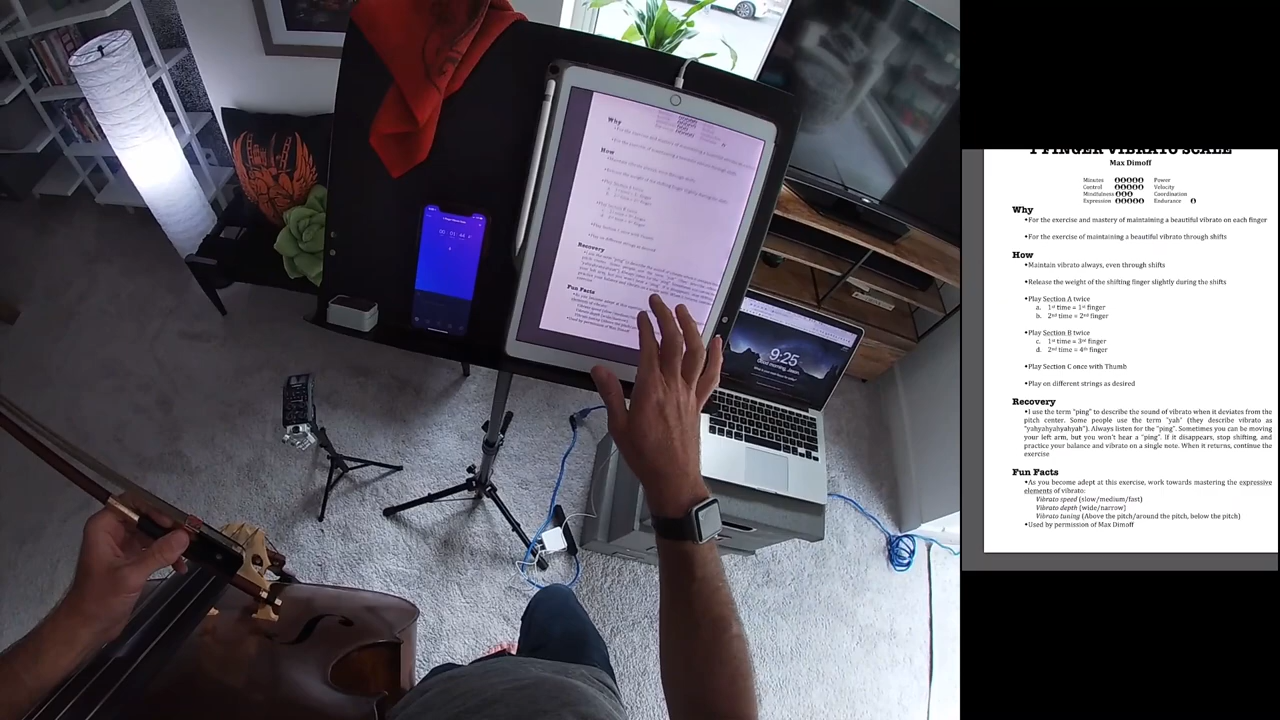 1 FINGER VIBRATO SCALE
Max Dimoff
Minutes
Power
Control
Velocity
Mindfulness
Coordination
Expression
Endurance
Why
•For the exercise and mastery of maintaining a beautiful vibrato on each finger
•For the exercise of maintaining a beautiful vibrato through shifts
How
•Maintain vibrato always, even through shifts
•Release the weight of the shifting finger slightly during the shifts
•Play Section A twice
a. 1st time = 1st finger
b. 2nd time = 2nd finger
•Play Section B twice
c. 1st time = 3rd finger
d. 2nd time = 4th finger
•Play Section C once with Thumb
•Play on different strings as desired
Recovery
•I use the term "ping" to describe the sound of vibrato when it deviates from the
pitch center. Some people use the term "yah" (they describe vibrato as
"yahyahyahyahyah"). Always listen for the "ping". Sometimes you can be moving
your left arm, but you won't hear a "ping". If it disappears, stop shifting, and
practice your balance and vibrato on a single note. When it returns, continue the
exercise
Fun Facts
•As you become adept at this exercise, work towards mastering the expressive
elements of vibrato:
Vibrato speed (slow/medium/fast)
Vibrato depth (wide/narrow)
Vibrato tuning (Above the pitch/around the pitch, below the pitch)
•Used by permission of Max Dimoff
Why
How
Recovery
Fun Facts
9:25
Good morning, Jason.